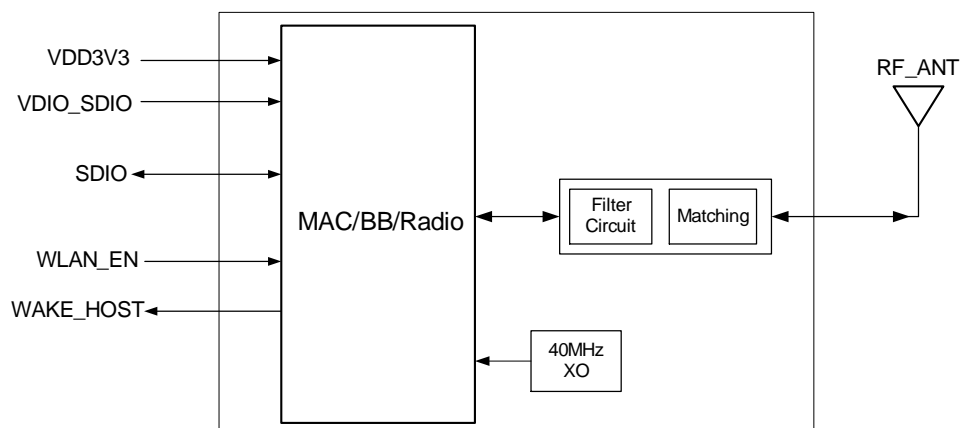 VDD3V3
VDIO_SDIO
SDIO
WLAN_EN
WAKE_HOST
MAC/BB/Radio
Filter
Circuit
Matching
40MHz
XO
RF_ANT